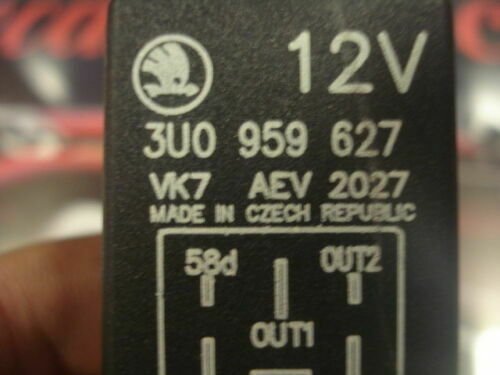 12V
3U0 959 627
VK7 AEV 2027
MADE IN CZECH REPUBLIC
58d OUT2
OUT1